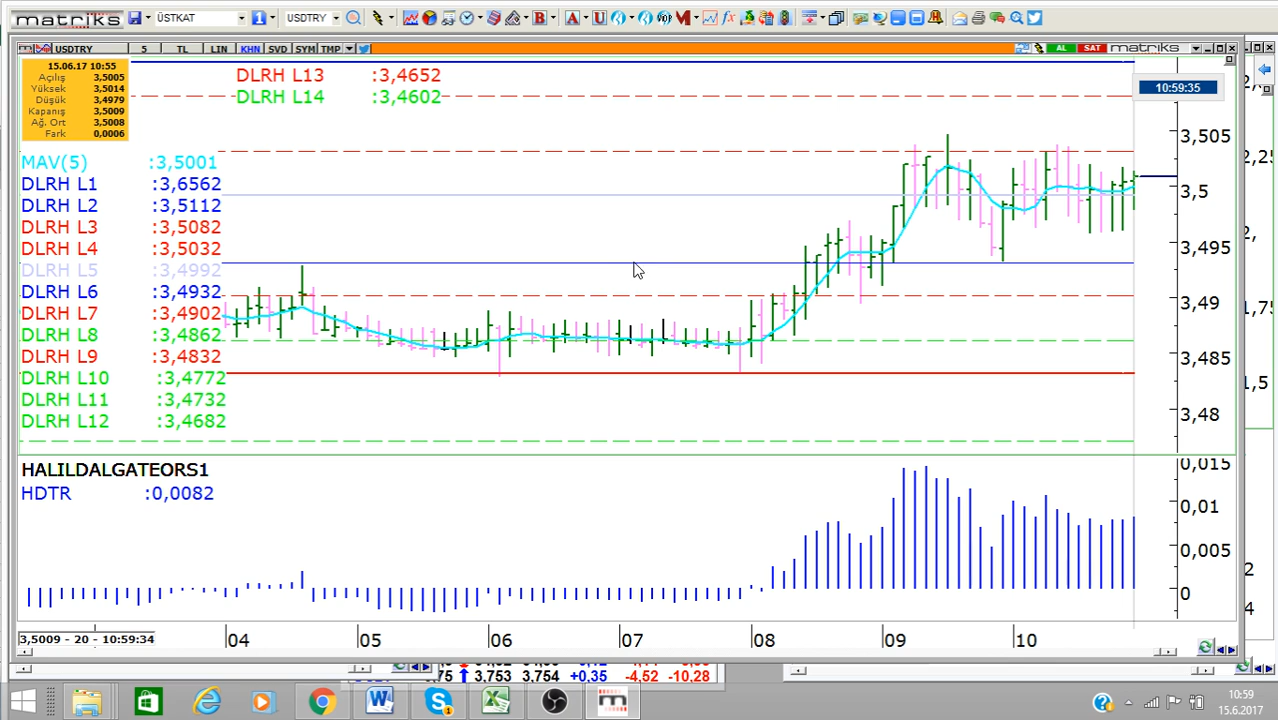 matriks ÜSTKAT USDTRY
USDTRY 5 TL LIN KHN SVD SYM TMP AL SAT matriks
15.06.17 10:55
Açılış 3,5005
Yüksek 3,5014
Düşük 3,4979
Kapanış 3,5009
Ağ. Ort 3,5008
Fark 0,0006
DLRH L13 :3,4652
DLRH L14 :3,4602
10:59:35
MAV(5) :3,5001
DLRH L1 :3,6562
DLRH L2 :3,5112
DLRH L3 :3,5082
DLRH L4 :3,5032
DLRH L5 :3,4992
DLRH L6 :3,4932
DLRH L7 :3,4902
DLRH L8 :3,4862
DLRH L9 :3,4832
DLRH L10 :3,4772
DLRH L11 :3,4732
DLRH L12 :3,4682
3,505
3,5
3,495
3,49
3,485
3,48
HALILDALGATEORS1
HDTR :0,0082
0,015
0,01
0,005
0
3,5009 - 20 - 10:59:34
04 05 06 07 08 09 10
3.753 3.754 +0,35 -4,52 -10,28
10:59
15.6.2017